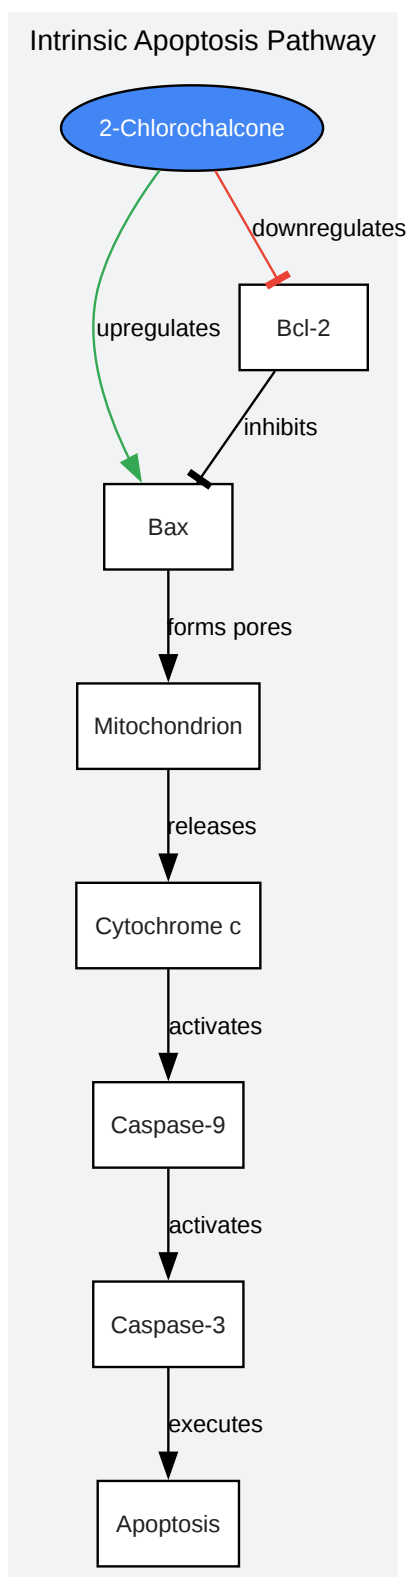 Intrinsic Apoptosis Pathway
2-Chlorochalcone
downregulates
upregulates
Bcl-2
inhibits
Bax
forms pores
Mitochondrion
releases
Cytochrome c
activates
Caspase-9
activates
Caspase-3
executes
Apoptosis